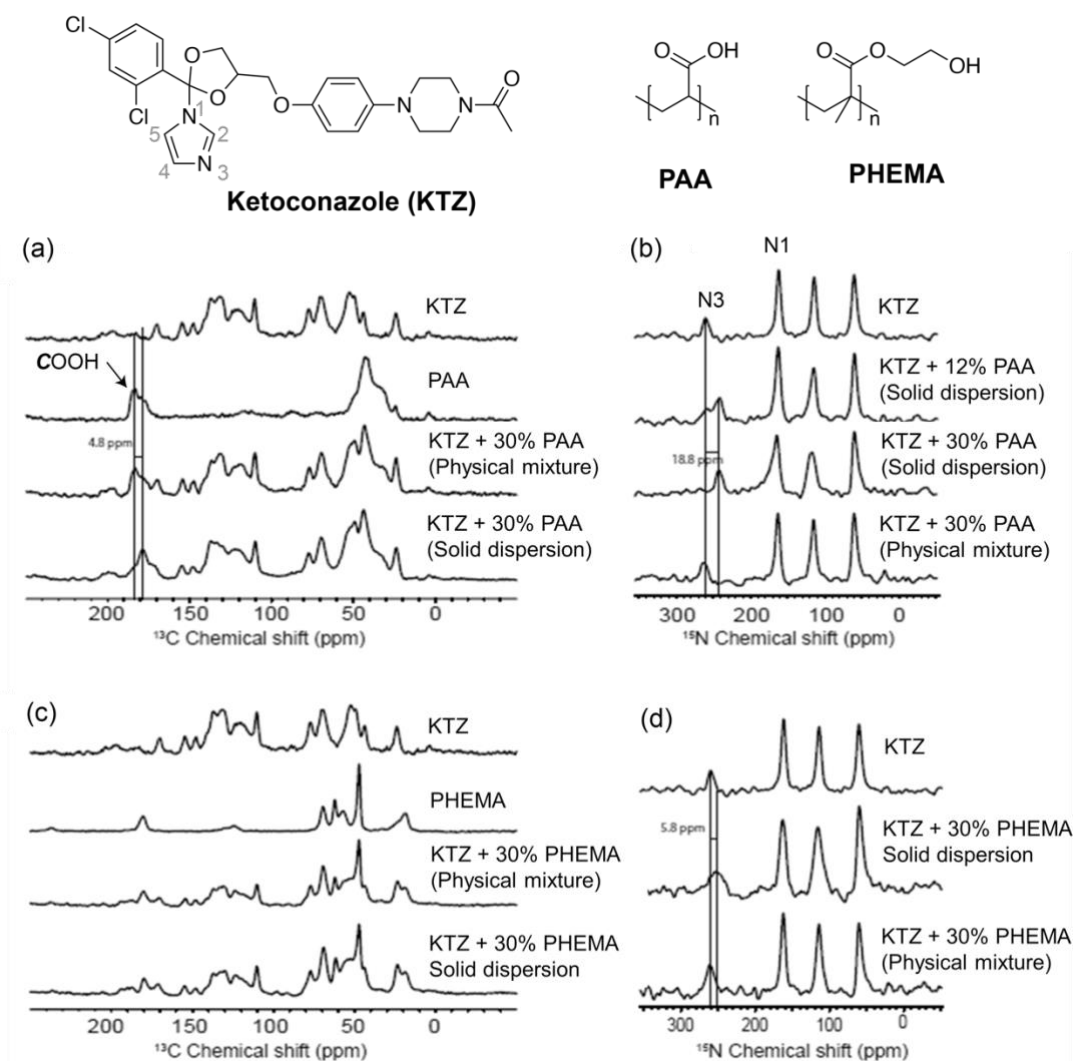 Cl
Cl
O
O
N
1
2
N 3
4
5
O
N
N
O
Ketoconazole (KTZ)
O
OH
n
PAA
O
O
OH
n
PHEMA
(a)
KTZ
COOH
PAA
4.8 ppm
KTZ + 30% PAA
(Physical mixture)
KTZ + 30% PAA
(Solid dispersion)
200 150 100 50 0
¹³C Chemical shift (ppm)
(b)
N1
N3
KTZ
KTZ + 12% PAA
(Solid dispersion)
KTZ + 30% PAA
18.8 ppm
(Solid dispersion)
KTZ + 30% PAA
(Physical mixture)
300 200 100 0
¹⁵N Chemical shift (ppm)
(c)
KTZ
PHEMA
KTZ + 30% PHEMA
(Physical mixture)
KTZ + 30% PHEMA
Solid dispersion
200 150 100 50 0
¹³C Chemical shift (ppm)
(d)
KTZ
5.8 ppm
KTZ + 30% PHEMA
Solid dispersion
KTZ + 30% PHEMA
(Physical mixture)
300 200 100 0
¹⁵N Chemical shift (ppm)